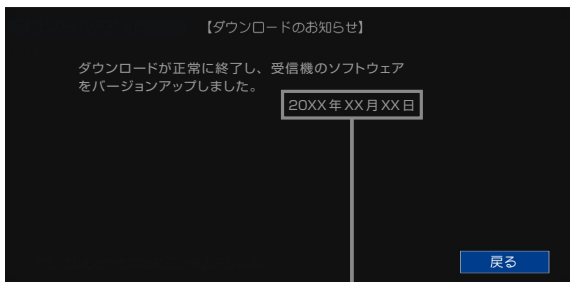 【ダウンロードのお知らせ】
ダウンロードが正常に終了し、受信機のソフトウェア
をバージョンアップしました。
20XX年XX月XX日
戻る